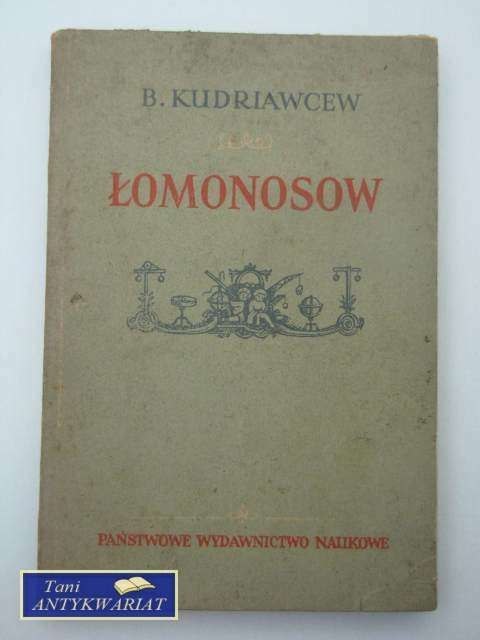 B. KUDRIAWCEW
ŁOMONOSOW
PAŃSTWOWE WYDAWNICTWO NAUKOWE
Tani
ANTYKWARIAT